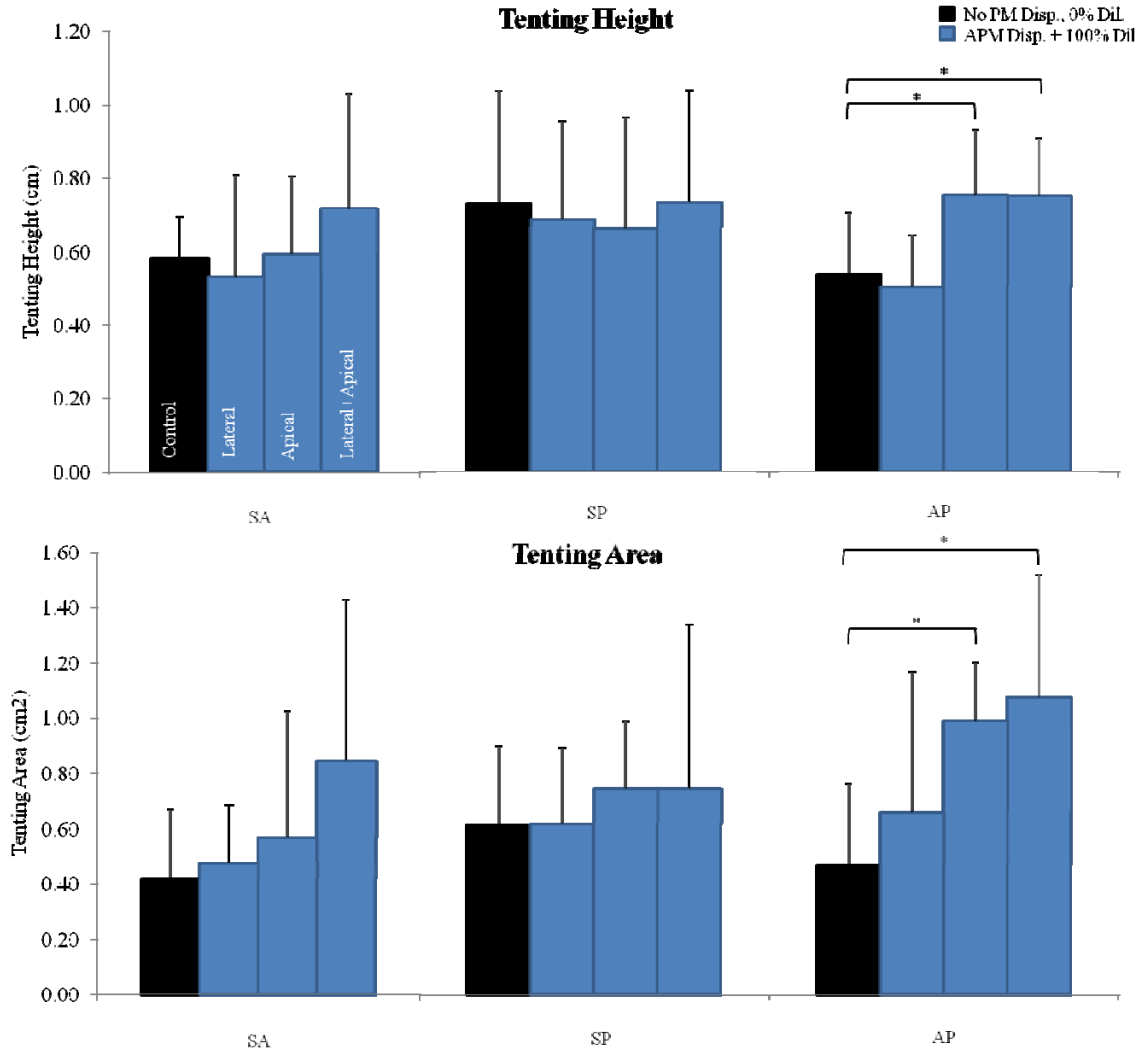 Tenting Height
No PM Disp., 0% Dil.
APM Disp. + 100% Dil
1.20
1.00
0.80
0.60
0.40
0.20
0.00
Tenting Height (cm)
*
*
Control
Lateral
Apical
Lateral+Apical
SA
SP
AP
Tenting Area
1.60
1.40
1.20
1.00
0.80
0.60
0.40
0.20
0.00
Tenting Area (cm2)
*
*
SA
SP
AP